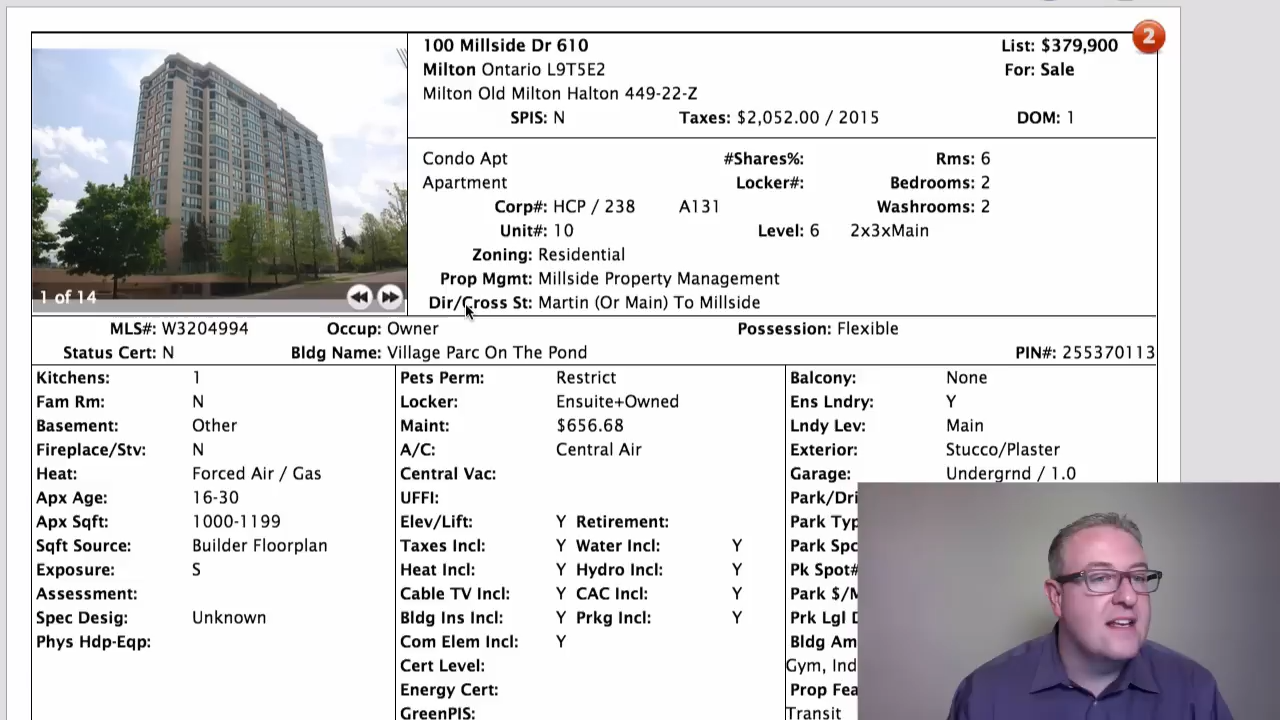 2
100 Millside Dr 610 List: $379,900
Milton Ontario L9T5E2 For: Sale
Milton Old Milton Halton 449-22-Z
SPIS: N Taxes: $2,052.00 / 2015 DOM: 1
Condo Apt #Shares%: Rms: 6
Apartment Locker#: Bedrooms: 2
Corp#: HCP / 238 A131 Washrooms: 2
Unit#: 10 Level: 6 2x3xMain
Zoning: Residential
Prop Mgmt: Millside Property Management
1 of 14
Dir/Cross St: Martin (Or Main) To Millside
MLS#: W3204994 Occup: Owner Possession: Flexible
Status Cert: N Bldg Name: Village Parc On The Pond PIN#: 255370113
Kitchens: 1 Pets Perm: Restrict Balcony: None
Fam Rm: N Locker: Ensuite+Owned Ens Lndry: Y
Basement: Other Maint: $656.68 Lndy Lev: Main
Fireplace/Stv: N A/C: Central Air Exterior: Stucco/Plaster
Heat: Forced Air / Gas Central Vac: Garage: Undergrnd / 1.0
Apx Age: 16-30 UFFI: Park/Dri
Apx Sqft: 1000-1199 Elev/Lift: Y Retirement: Park Typ
Sqft Source: Builder Floorplan Taxes Incl: Y Water Incl: Y Park Spc
Exposure: S Heat Incl: Y Hydro Incl: Y Pk Spot#
Assessment: Cable TV Incl: Y CAC Incl: Y Park $/M
Spec Desig: Unknown Bldg Ins Incl: Y Prkg Incl: Y Prk Lgl D
Phys Hdp-Eqp: Com Elem Incl: Y Bldg Am
Cert Level: Gym, Ind
Energy Cert: Prop Fea
GreenPIS: Transit